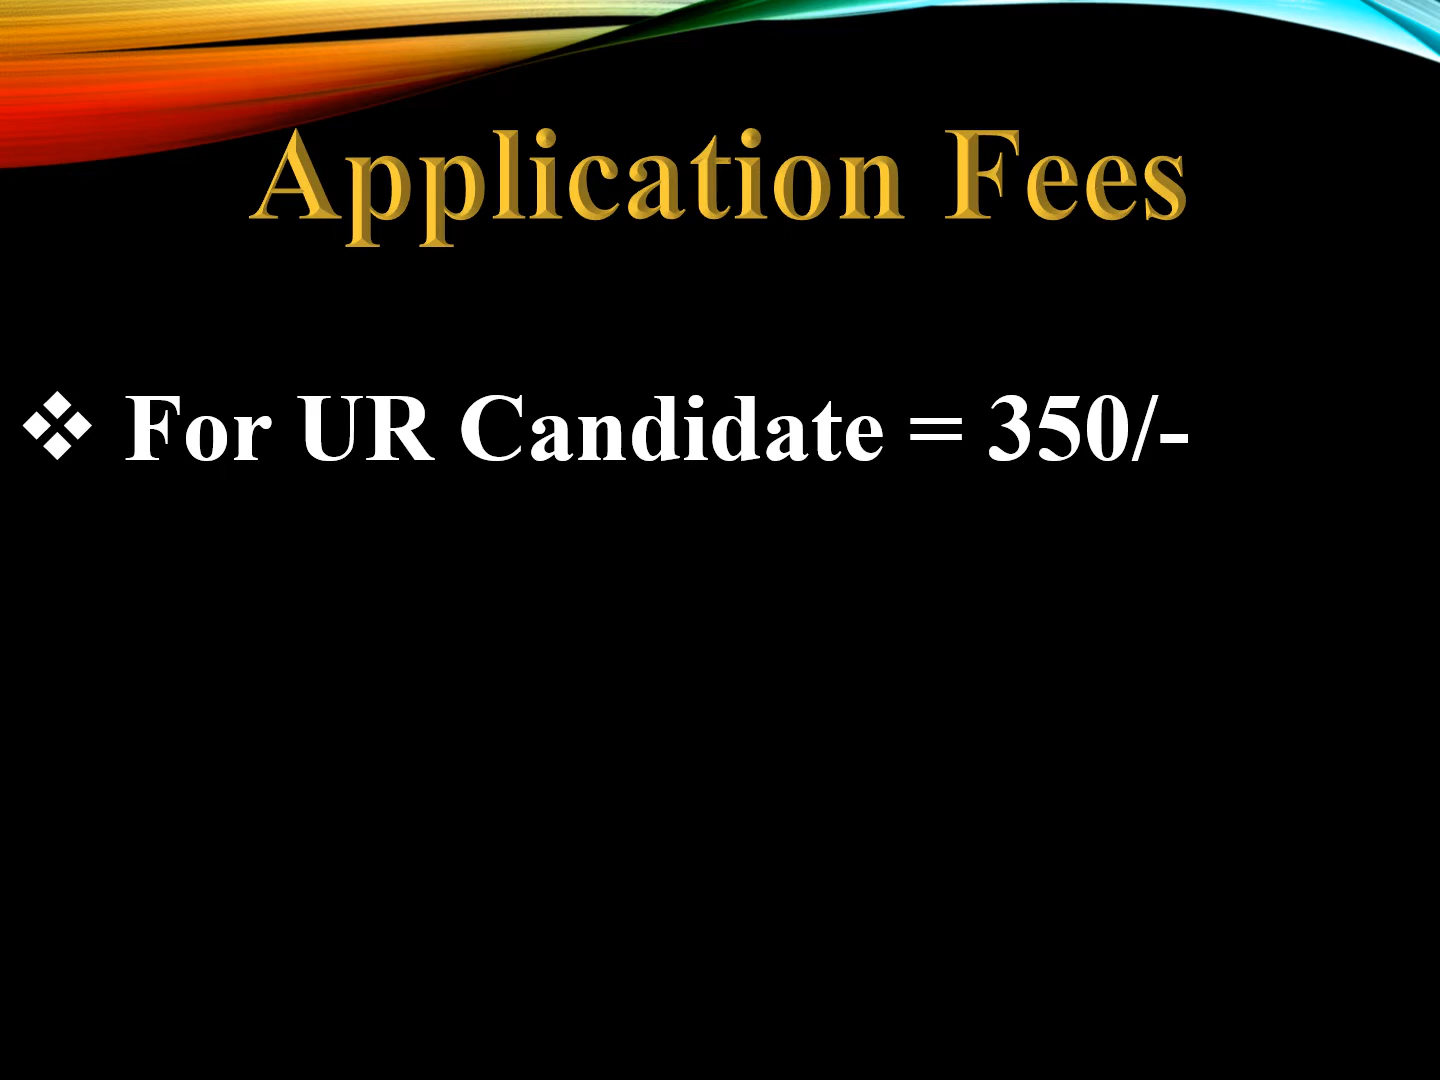 Application Fees
❖ For UR Candidate = 350/-